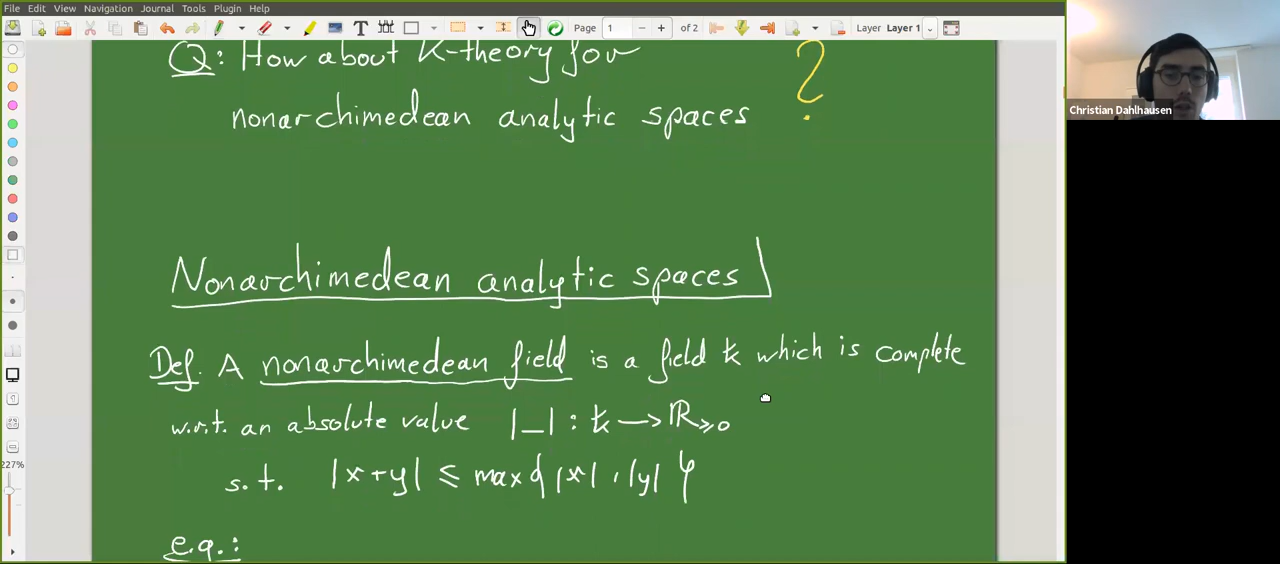 File Edit View Navigation Journal Tools Plugin Help
Page 1 of 2 Layer Layer 1
Q: How about K-theory for
nonarchimedean analytic spaces ?
Christian Dahlhausen
Nonarchimedean analytic spaces
Def. A nonarchimedean field is a field k which is complete
w.r.t. an absolute value |_| : k → ℝ≥0
s.t. |x+y| ≤ max{|x|, |y|}
227%
e.g.: